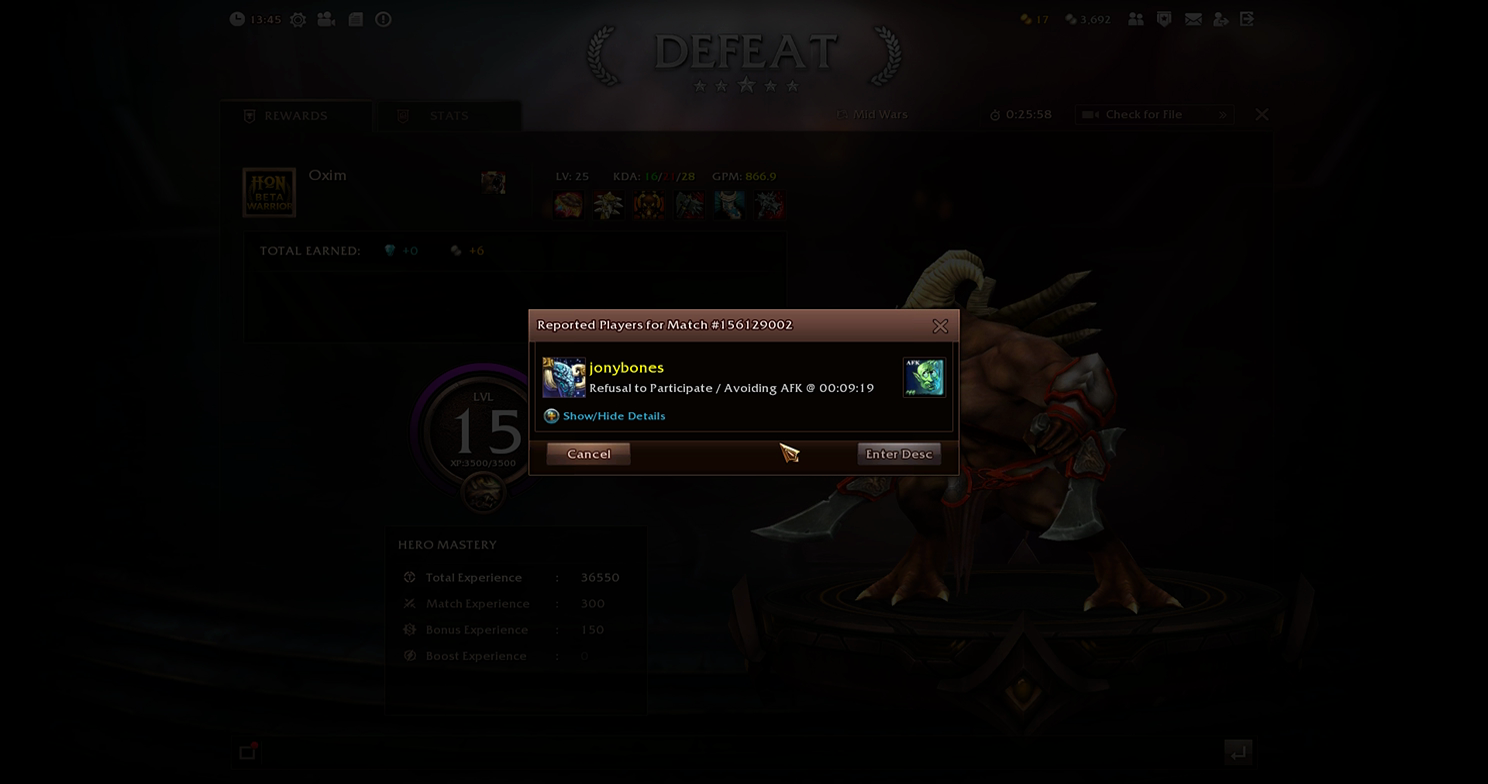 13:45
17
3,692
DEFEAT
REWARDS
STATS
Mid Wars
0:25:58
Check for File
HON
BETA
WARRIOR
Oxim
LV: 25
KDA: 16/ /28
GPM: 866.9
TOTAL EARNED:
+0
+6
Reported Players for Match #156129002
jonybones
AFK
Refusal to Participate / Avoiding AFK @ 00:09:19
Show/Hide Details
Cancel
Enter Desc
LVL
15
XP:3500/3500
HERO MASTERY
Total Experience : 36550
Match Experience : 300
Bonus Experience : 150
Boost Experience : 0